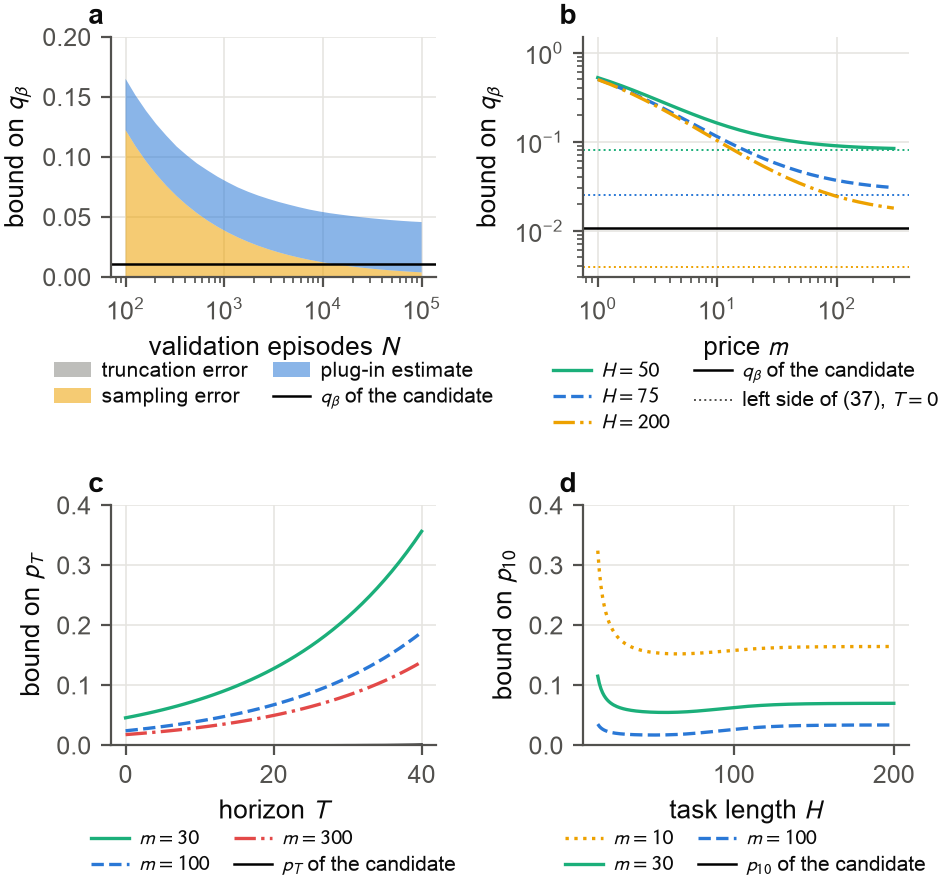 a
0.20
0.15
0.10
0.05
0.00
bound on qβ
10² 10³ 10⁴ 10⁵
validation episodes N
truncation error
plug-in estimate
sampling error
qβ of the candidate
b
10⁰
10⁻¹
10⁻²
bound on qβ
10⁰ 10¹ 10²
price m
H = 50
qβ of the candidate
H = 75
left side of (37), T = 0
H = 200
c
0.4
0.3
0.2
0.1
0.0
bound on pT
0 20 40
horizon T
m = 30
m = 300
m = 100
pT of the candidate
d
0.4
0.3
0.2
0.1
0.0
bound on p₁₀
100 200
task length H
m = 10
m = 100
m = 30
p₁₀ of the candidate